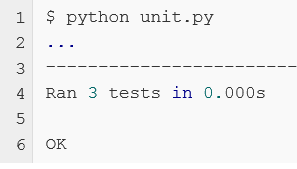 1 $ python unit.py
2 ...
3 ------------------------
4 Ran 3 tests in 0.000s
5
6 OK